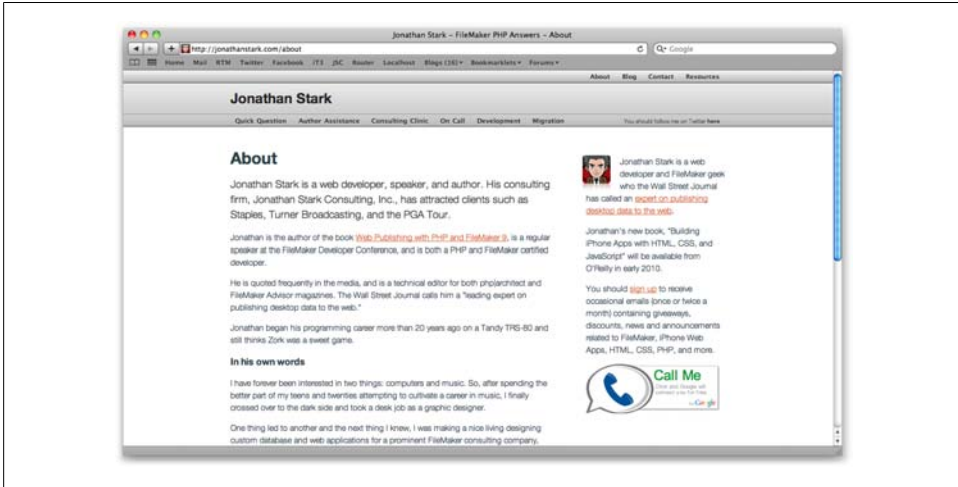 Jonathan Stark – FileMaker PHP Answers – About
http://jonathanstark.com/about
Google
Home Mail RTM Twitter Facebook iTS JSC Router Localhost Blogs (16) Bookmarklets Forums
About Blog Contact Resources
Jonathan Stark
Quick Question Author Assistance Consulting Clinic On Call Development Migration
You should follow me on Twitter here
About
Jonathan Stark is a web developer, speaker, and author. His consulting
firm, Jonathan Stark Consulting, Inc., has attracted clients such as
Staples, Turner Broadcasting, and the PGA Tour.
Jonathan is the author of the book Web Publishing with PHP and FileMaker 9, is a regular
speaker at the FileMaker Developer Conference, and is both a PHP and FileMaker certified
developer.
He is quoted frequently in the media, and is a technical editor for both php|architect and
FileMaker Advisor magazines. The Wall Street Journal calls him a "leading expert on
publishing desktop data to the web."
Jonathan began his programming career more than 20 years ago on a Tandy TRS-80 and
still thinks Zork was a sweet game.
In his own words
I have forever been interested in two things: computers and music. So, after spending the
better part of my teens and twenties attempting to cultivate a career in music, I finally
crossed over to the dark side and took a desk job as a graphic designer.
One thing led to another and the next thing I knew, I was making a nice living designing
custom database and web applications for a prominent FileMaker consulting company,
Jonathan Stark is a web
developer and FileMaker geek
who the Wall Street Journal
has called an expert on publishing
desktop data to the web.
Jonathan's new book, "Building
iPhone Apps with HTML, CSS, and
JavaScript" will be available from
O'Reilly in early 2010.
You should sign up to receive
occasional emails (once or twice a
month) containing giveaways,
discounts, news and announcements
related to FileMaker, iPhone Web
Apps, HTML, CSS, PHP, and more.
Call Me
Click and Google will
connect you for free
by Google